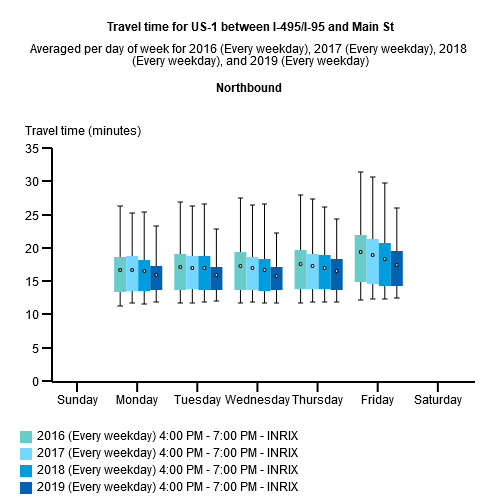 Travel time for US-1 between I-495/I-95 and Main St
Averaged per day of week for 2016 (Every weekday), 2017 (Every weekday), 2018
(Every weekday), and 2019 (Every weekday)
Northbound
Travel time (minutes)
35
30
25
20
15
10
5
0
Sunday Monday Tuesday Wednesday Thursday Friday Saturday
2016 (Every weekday) 4:00 PM - 7:00 PM - INRIX
2017 (Every weekday) 4:00 PM - 7:00 PM - INRIX
2018 (Every weekday) 4:00 PM - 7:00 PM - INRIX
2019 (Every weekday) 4:00 PM - 7:00 PM - INRIX